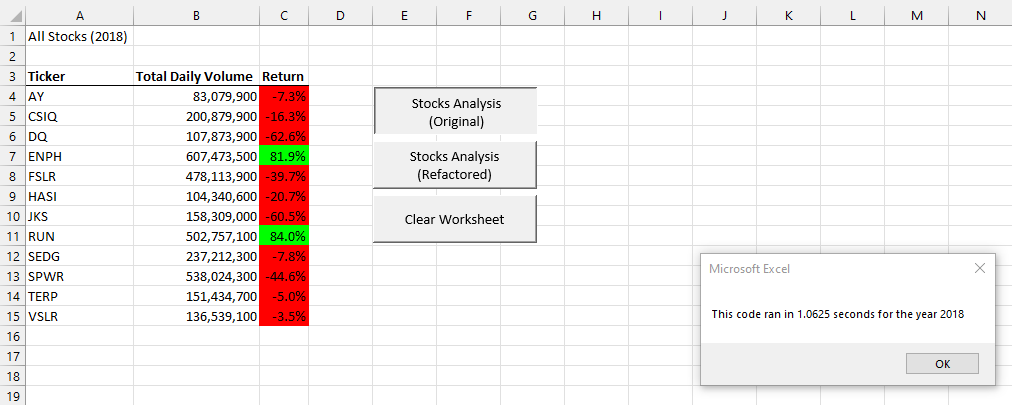 A B C D E F G H I J K L M N
1 All Stocks (2018)
2
3 Ticker Total Daily Volume Return
4 AY 83,079,900 -7.3%
5 CSIQ 200,879,900 -16.3%
6 DQ 107,873,900 -62.6%
7 ENPH 607,473,500 81.9%
8 FSLR 478,113,900 -39.7%
9 HASI 104,340,600 -20.7%
10 JKS 158,309,000 -60.5%
11 RUN 502,757,100 84.0%
12 SEDG 237,212,300 -7.8%
13 SPWR 538,024,300 -44.6%
14 TERP 151,434,700 -5.0%
15 VSLR 136,539,100 -3.5%
16
17
18
19
Stocks Analysis
(Original)
Stocks Analysis
(Refactored)
Clear Worksheet
Microsoft Excel
This code ran in 1.0625 seconds for the year 2018
OK